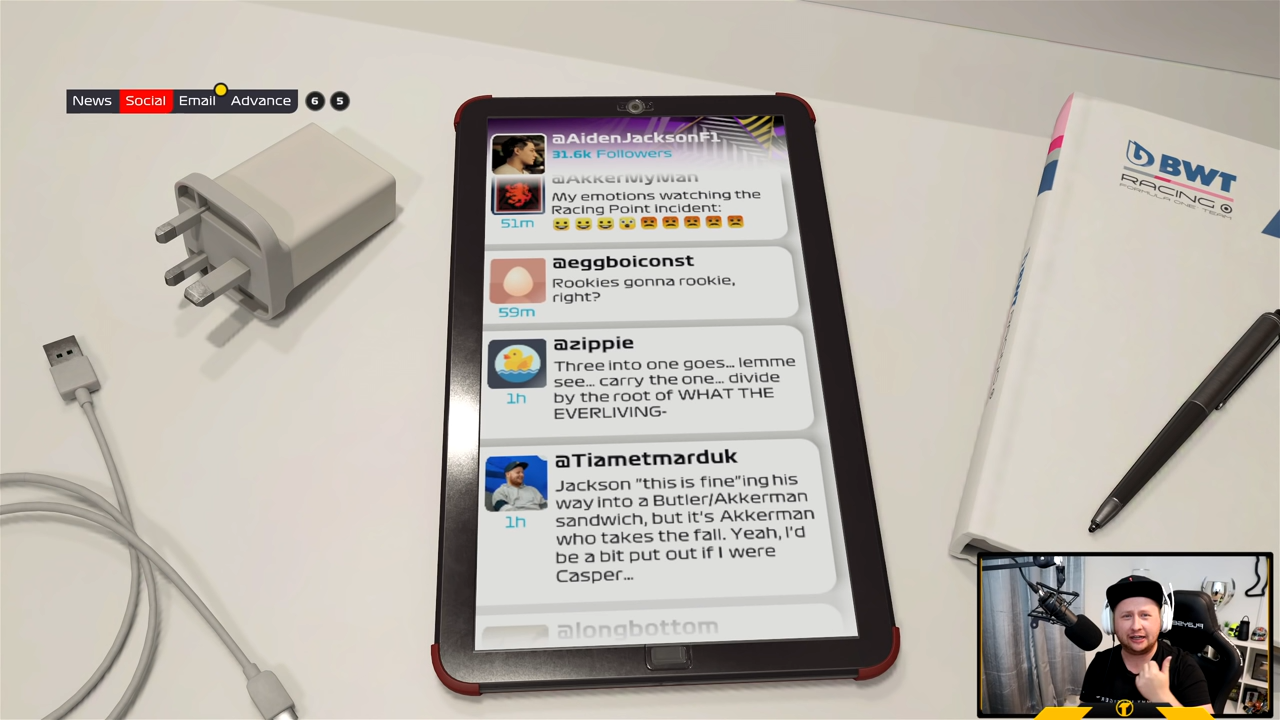 News Social Email Advance 6 5
@AidenJacksonF1
31.6k Followers
@AkkerMyMan
My emotions watching the
Racing Point incident:
51m
@eggboiconst
Rookies gonna rookie,
right?
59m
@zippie
Three into one goes... lemme
see... carry the one... divide
by the root of WHAT THE
EVERLIVING-
1h
@Tiametmarduk
Jackson "this is fine"ing his
way into a Butler/Akkerman
sandwich, but it's Akkerman
who takes the fall. Yeah, I'd
be a bit put out if I were
Casper...
1h
@longbottom
BWT
RACING
FORMULA ONE TEAM